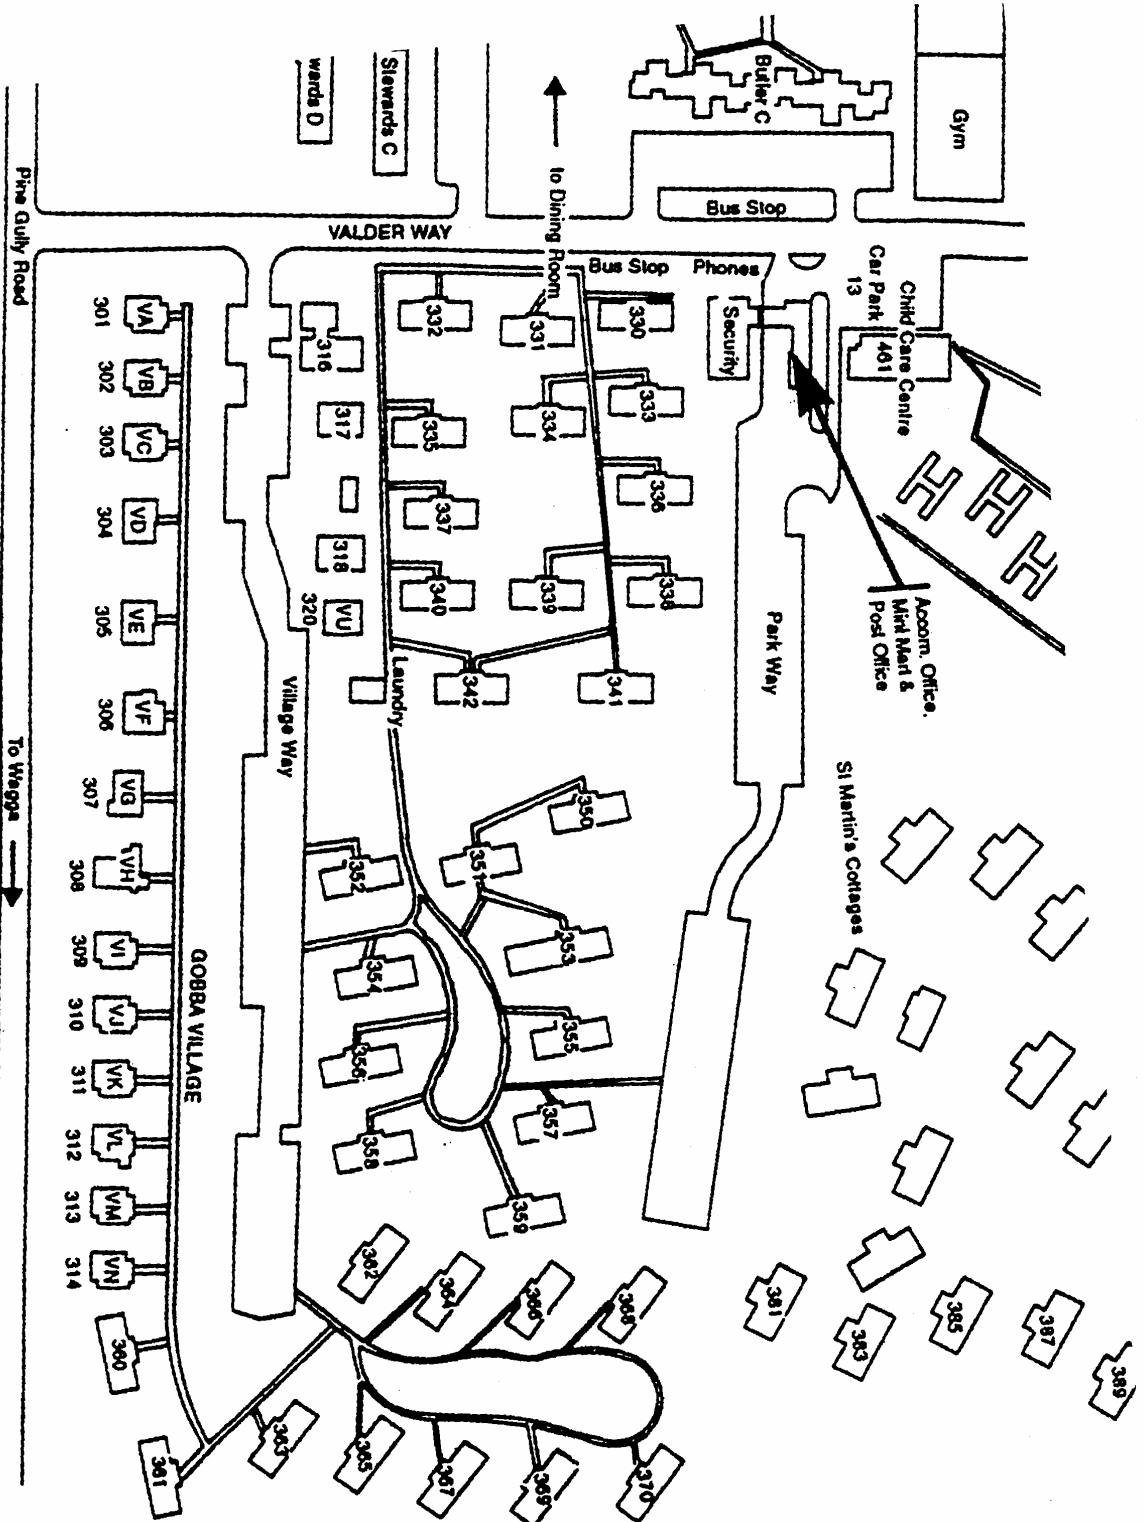 Gym
Butler C
Stewards C
wards D
to Dining Room
Bus Stop
VALDER WAY
Pine Gully Road
To Wagga
Bus Stop
Phones
Security
Car Park
13
Child Care Centre
461
Accom. Office,
Mini Mart &
Post Office
Park Way
St Martin's Cottages
Village Way
GOBBA VILLAGE
Laundry
VA
301
VB
302
VC
303
VD
304
VE
305
VF
306
VG
307
VH
308
VI
309
VJ
310
VK
311
VL
312
VM
313
VN
314
316
317
318
VU
320
330
331
332
333
334
335
336
337
338
339
340
341
342
350
351
352
353
354
355
356
357
358
359
360
361
362
363
364
365
366
367
368
369
370
381
383
385
387
389